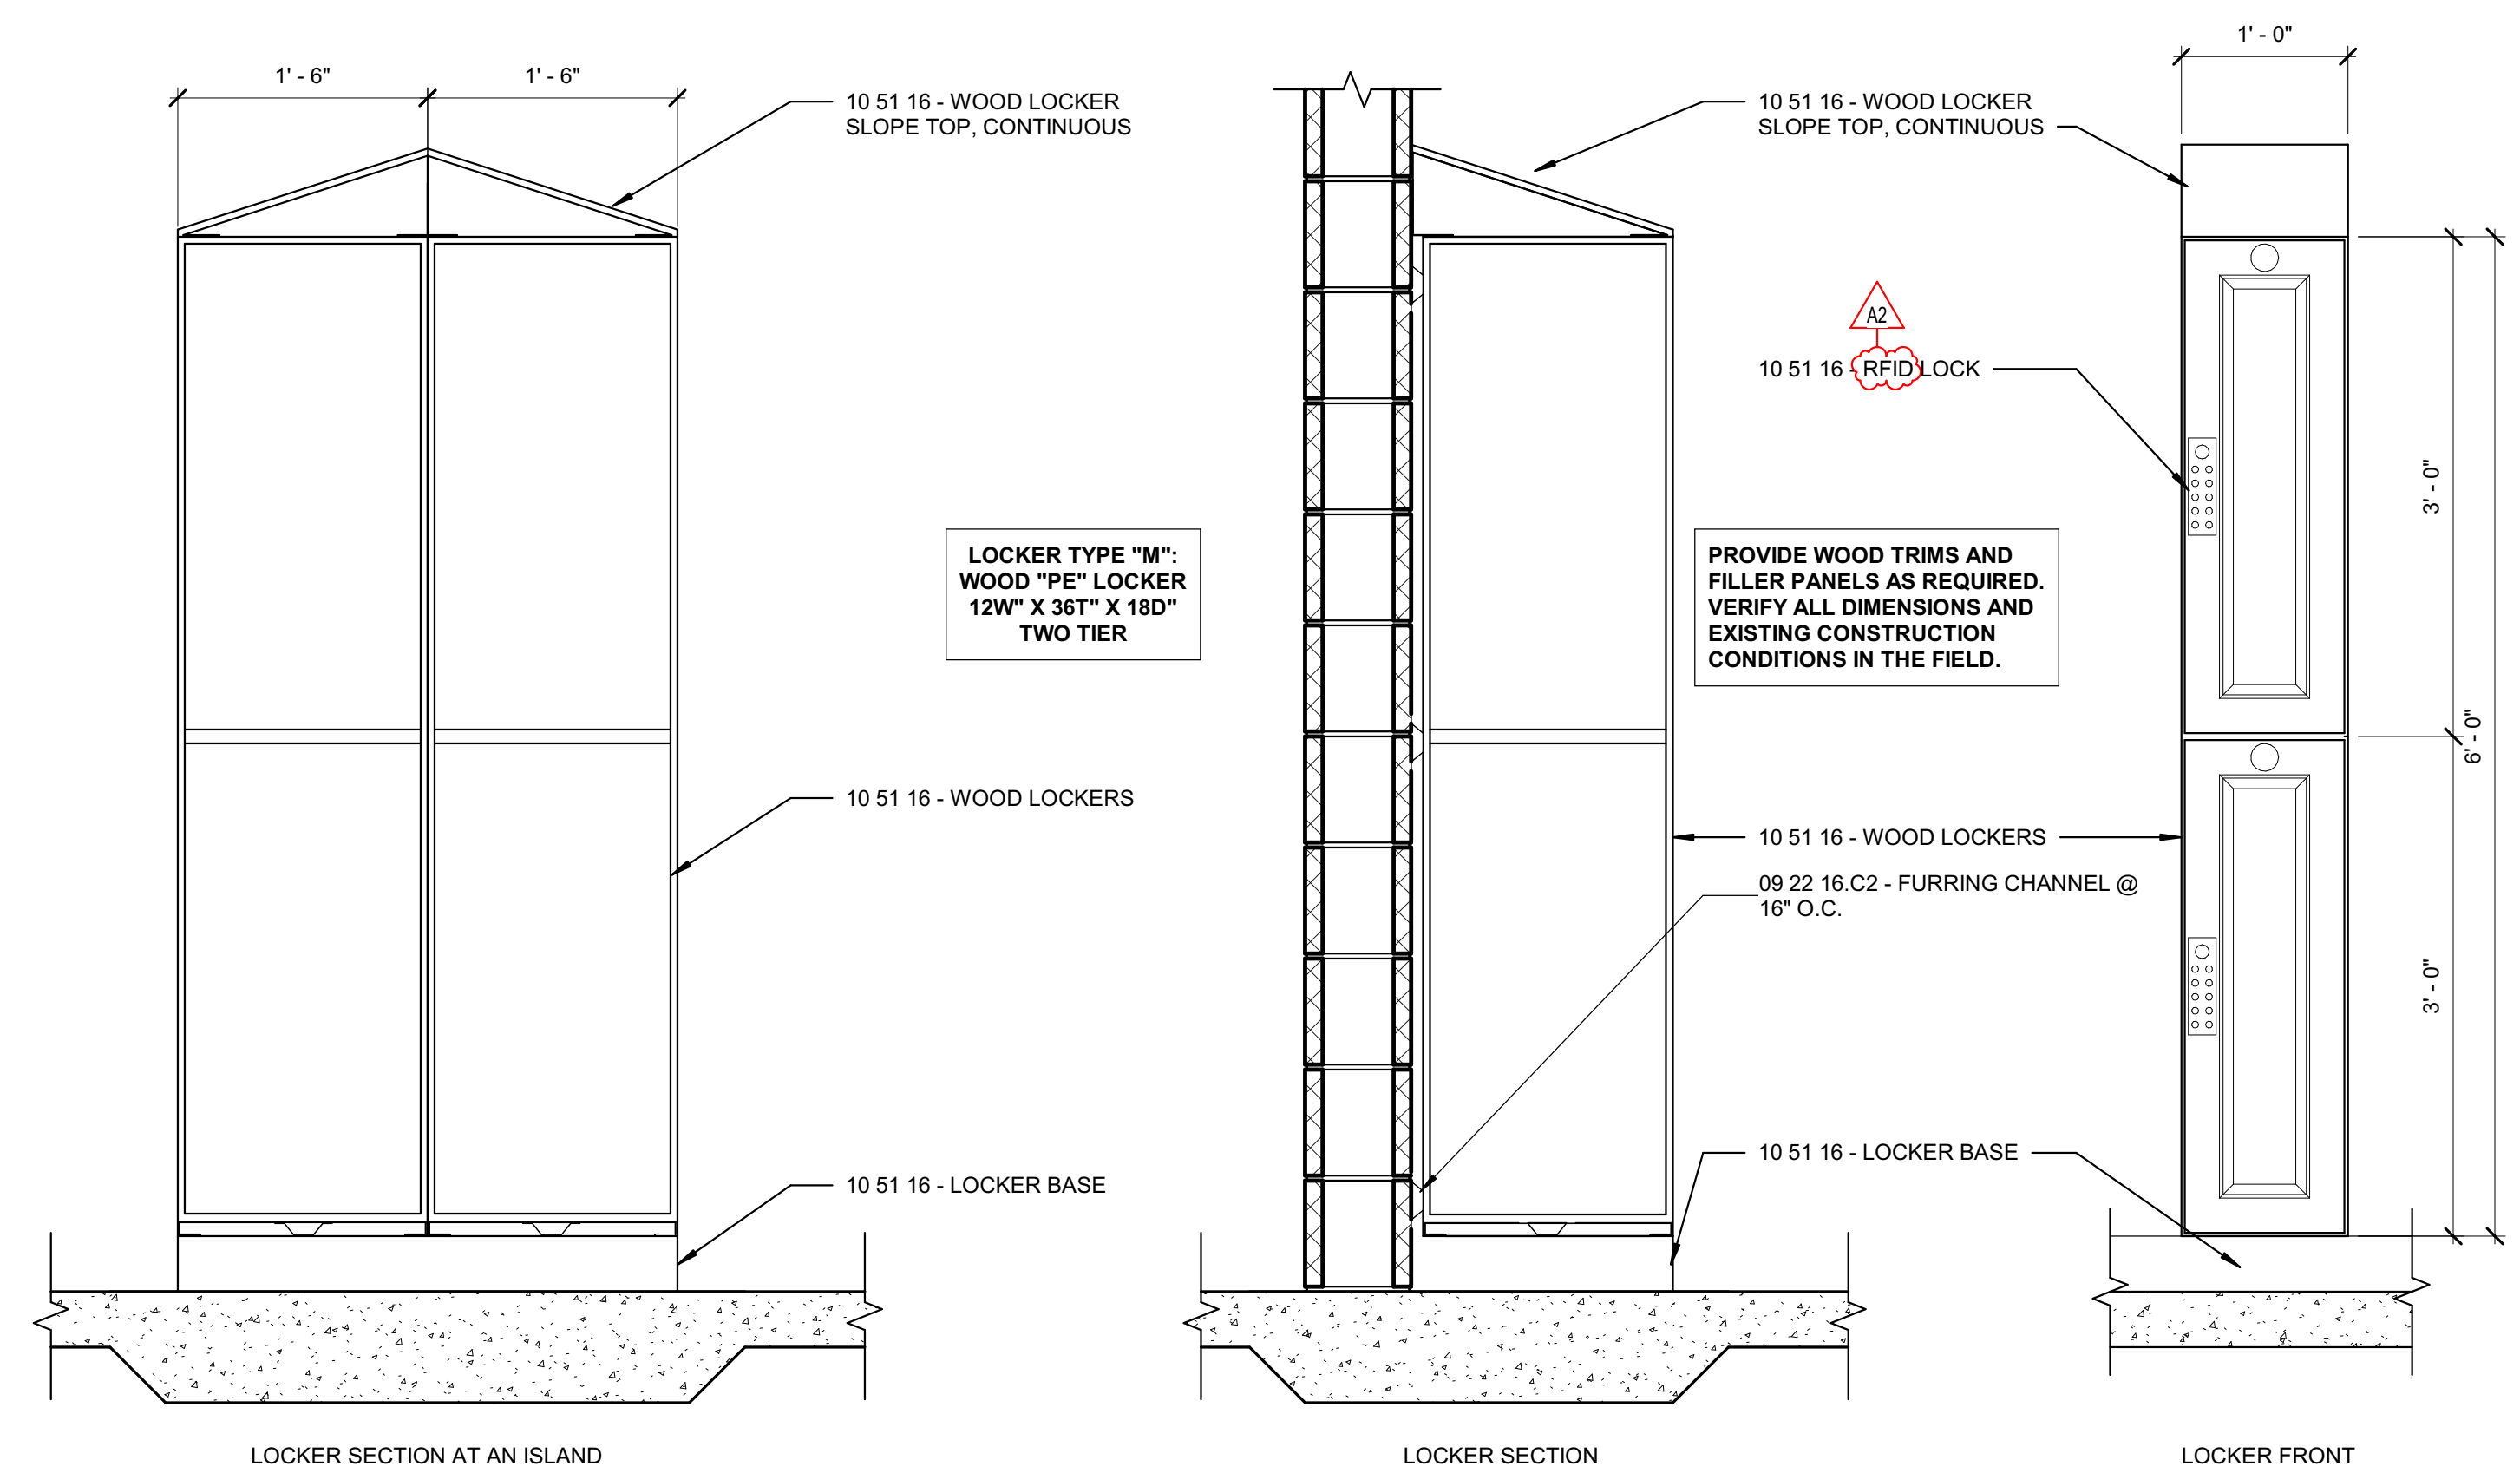 1' - 6"
1' - 6"
10 51 16 - WOOD LOCKER
SLOPE TOP, CONTINUOUS
LOCKER TYPE "M":
WOOD "PE" LOCKER
12W" X 36T" X 18D"
TWO TIER
10 51 16 - WOOD LOCKERS
10 51 16 - LOCKER BASE
LOCKER SECTION AT AN ISLAND
10 51 16 - WOOD LOCKER
SLOPE TOP, CONTINUOUS
A2
10 51 16 - RFID LOCK
PROVIDE WOOD TRIMS AND
FILLER PANELS AS REQUIRED.
VERIFY ALL DIMENSIONS AND
EXISTING CONSTRUCTION
CONDITIONS IN THE FIELD.
10 51 16 - WOOD LOCKERS
09 22 16.C2 - FURRING CHANNEL @
16" O.C.
10 51 16 - LOCKER BASE
LOCKER SECTION
1' - 0"
3' - 0"
6' - 0"
3' - 0"
LOCKER FRONT